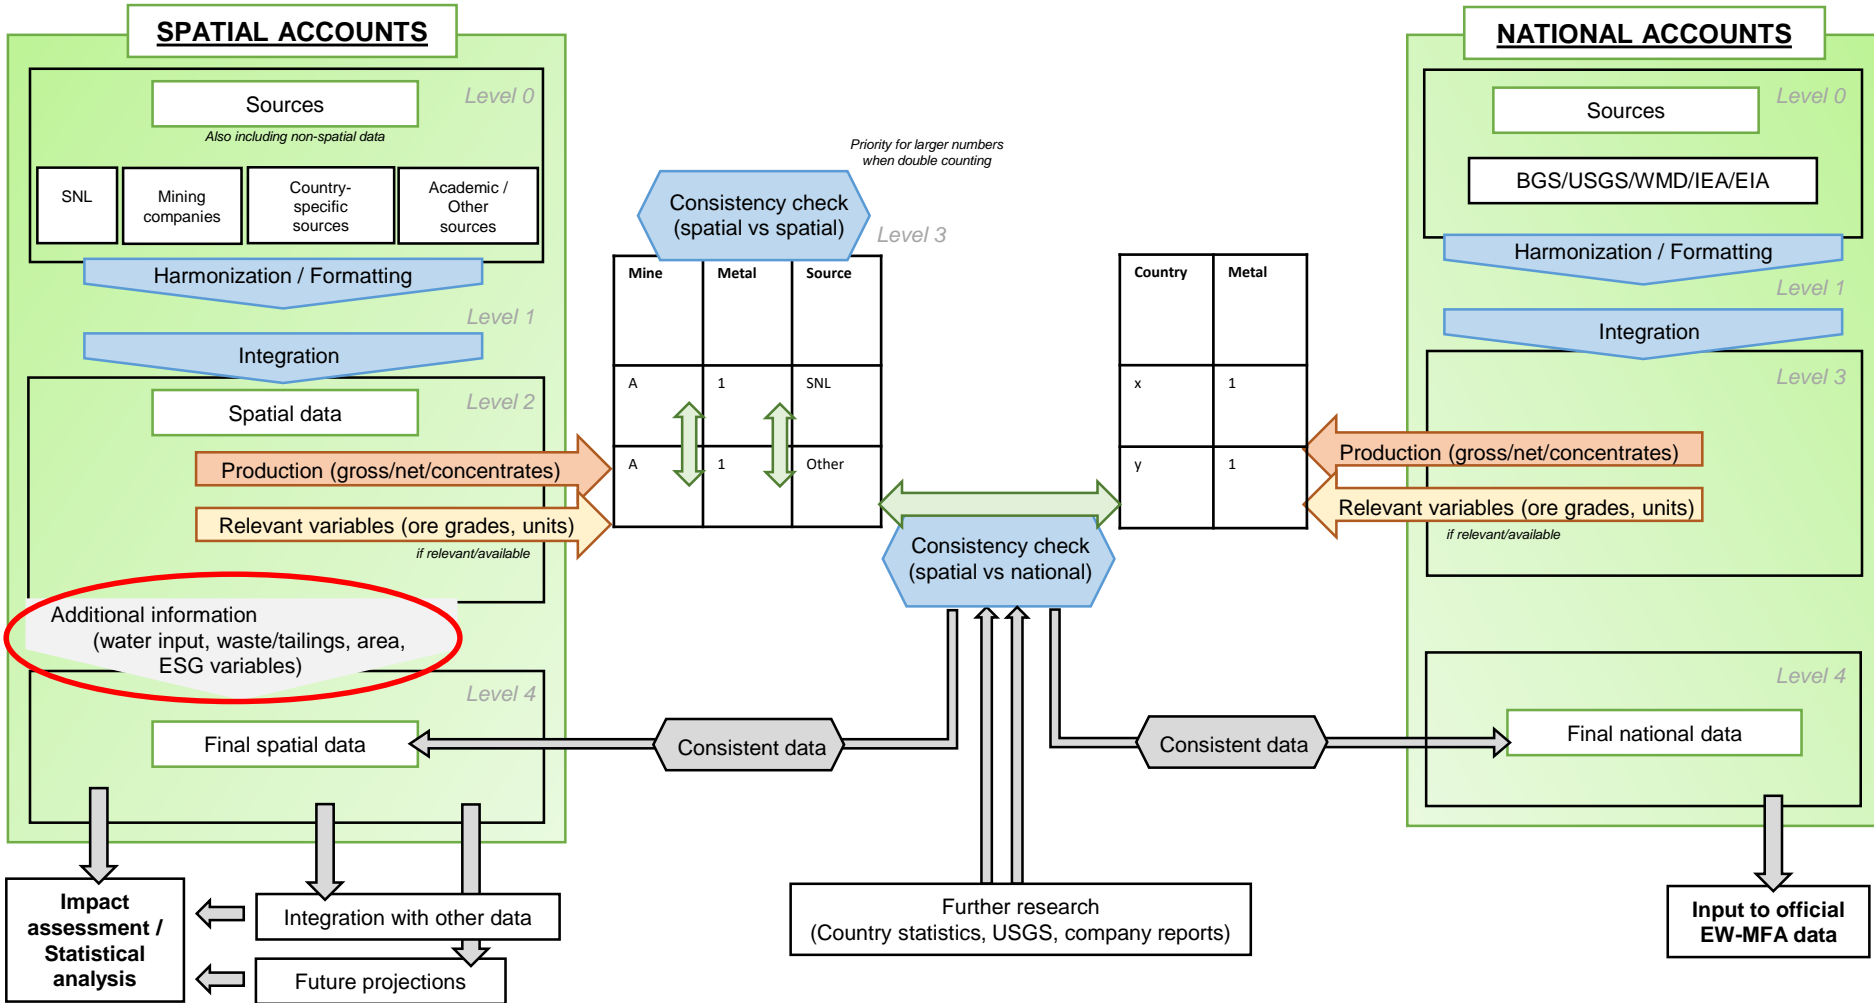 SPATIAL ACCOUNTS
Level 0
Sources
Also including non-spatial data
SNL
Mining
companies
Country-
specific
sources
Academic /
Other
sources
Harmonization / Formatting
Level 1
Integration
Level 2
Spatial data
Production (gross/net/concentrates)
Relevant variables (ore grades, units)
if relevant/available
Additional information
(water input, waste/tailings, area,
ESG variables)
Level 4
Final spatial data
Impact
assessment /
Statistical
analysis
Integration with other data
Future projections
Priority for larger numbers
when double counting
Consistency check
(spatial vs spatial)
Level 3
Mine Metal Source
A 1 SNL
A 1 Other
Country Metal
x 1
y 1
Consistency check
(spatial vs national)
Consistent data
Consistent data
Further research
(Country statistics, USGS, company reports)
NATIONAL ACCOUNTS
Level 0
Sources
BGS/USGS/WMD/IEA/EIA
Harmonization / Formatting
Level 1
Integration
Level 3
Production (gross/net/concentrates)
Relevant variables (ore grades, units)
if relevant/available
Level 4
Final national data
Input to official
EW-MFA data